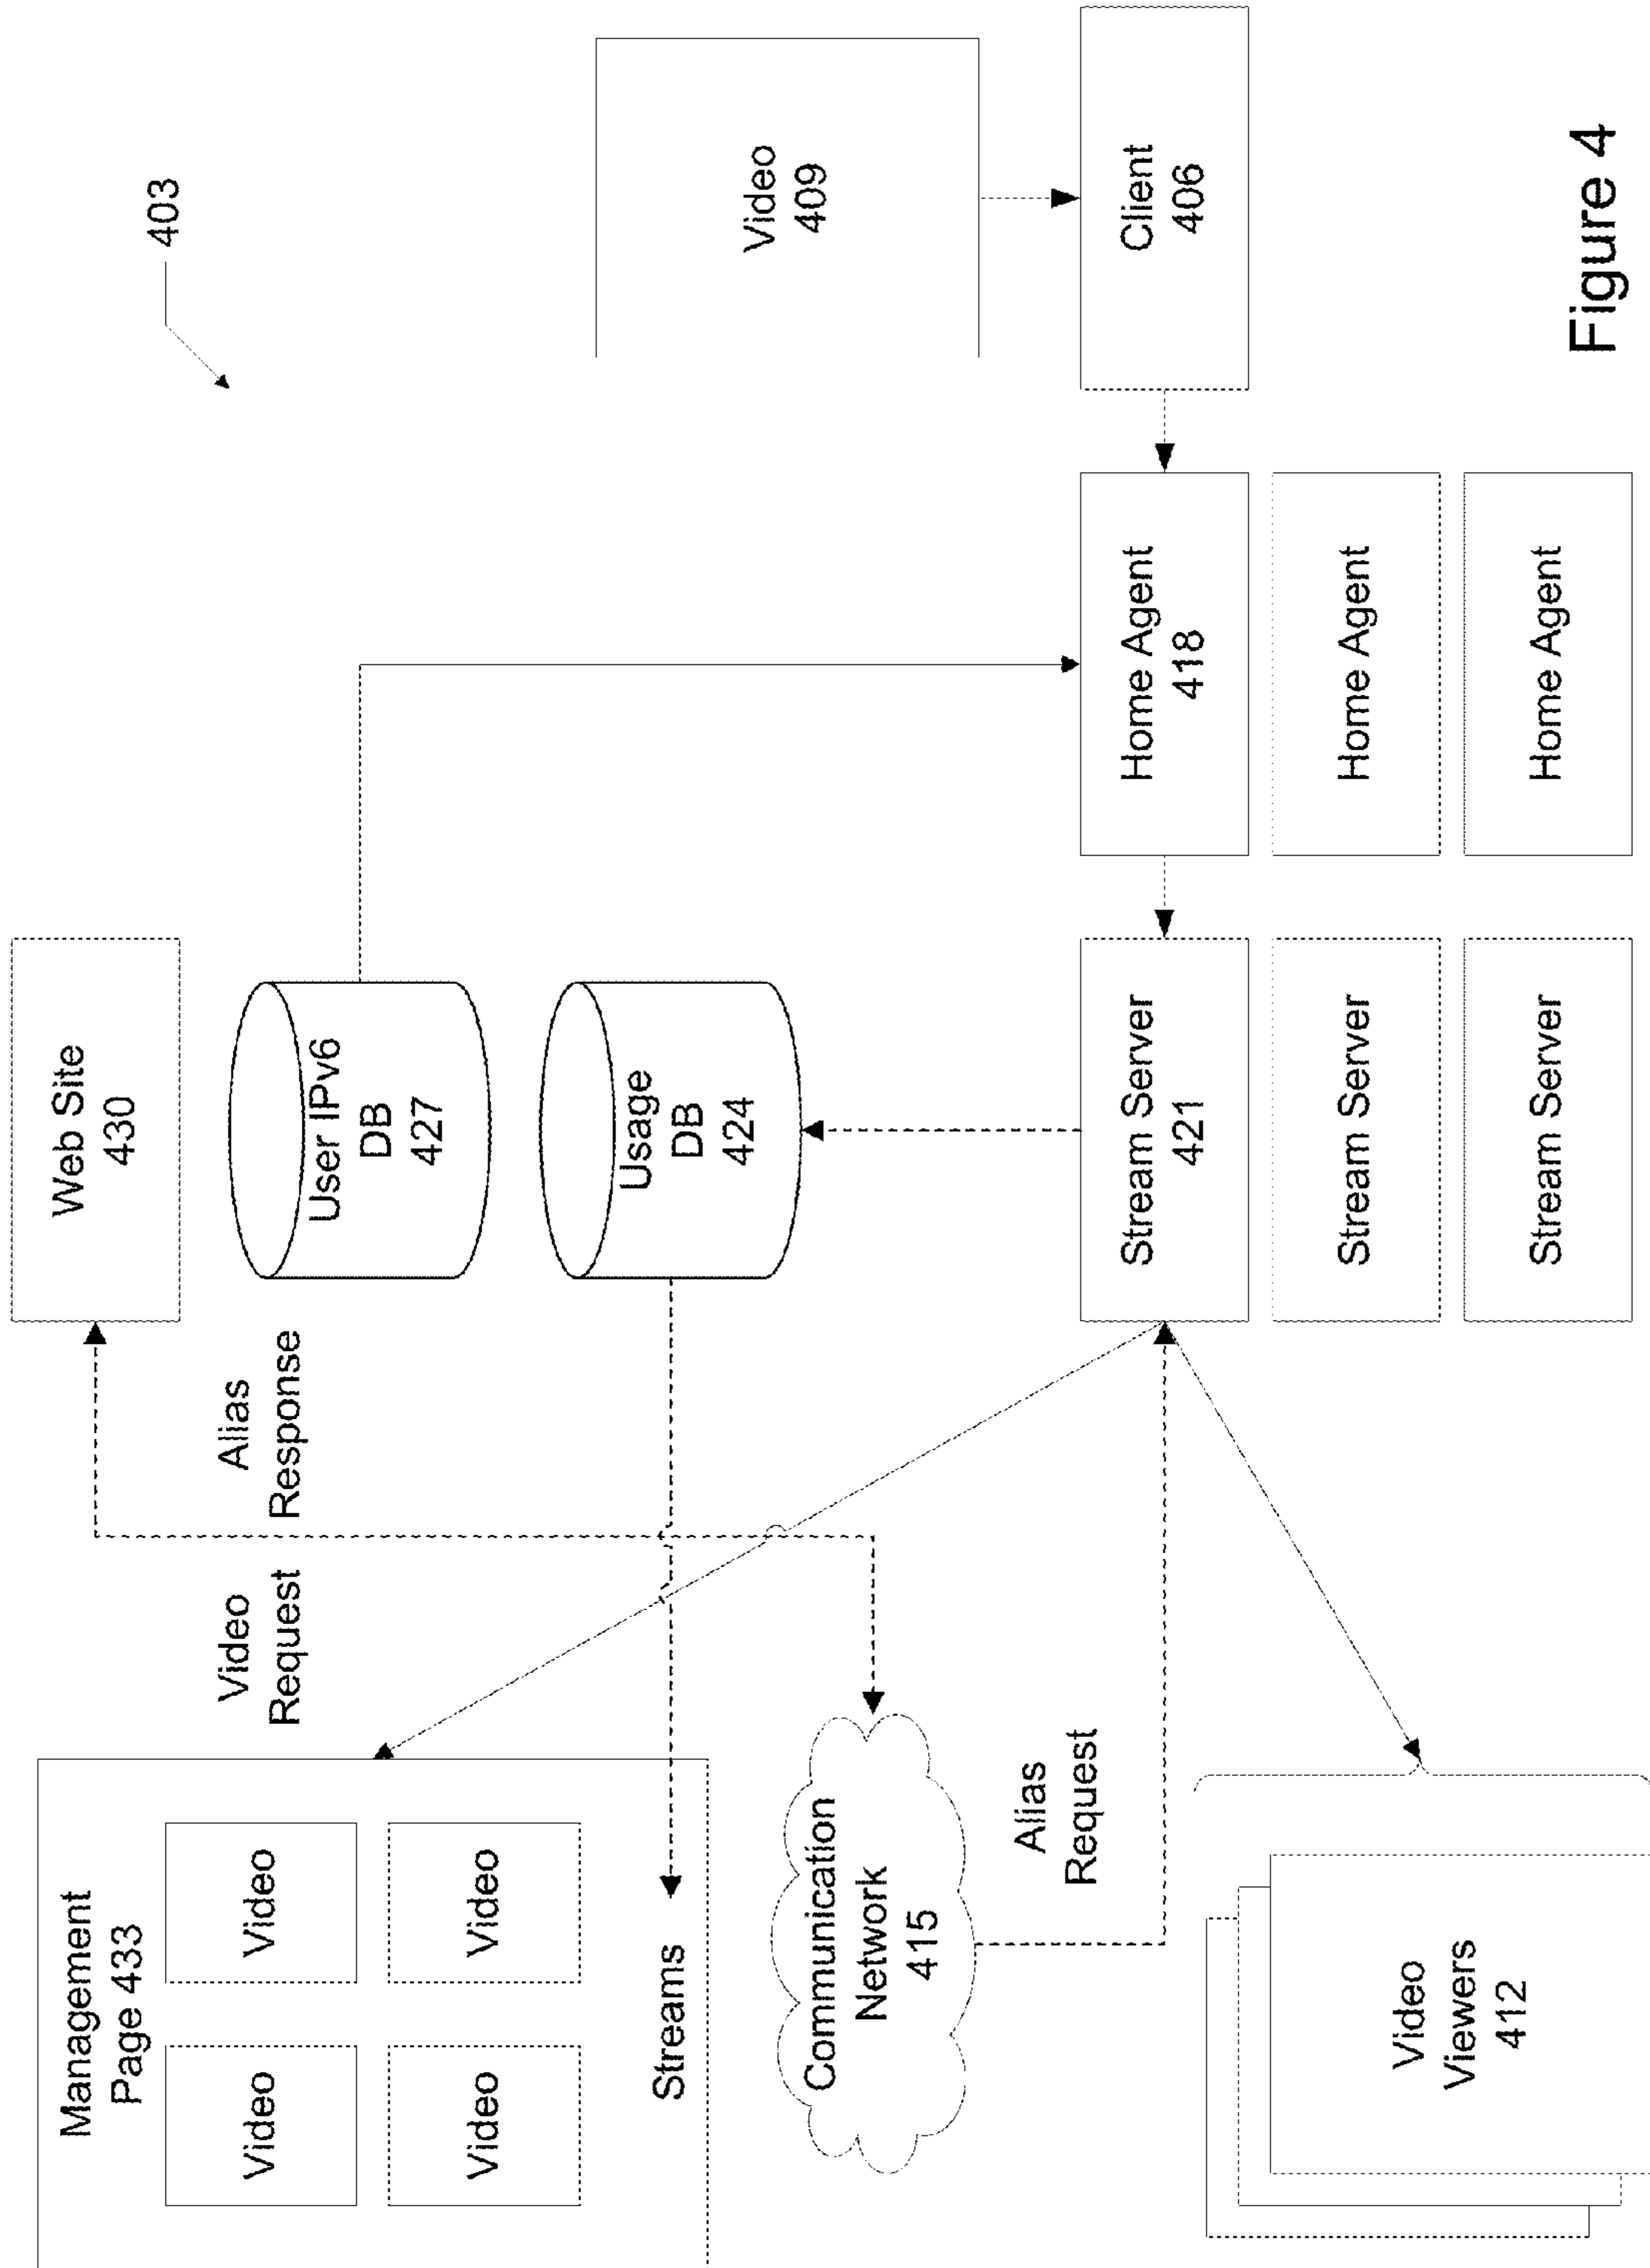 403
Management
Page 433
Video
Video
Video
Video
Streams
Video
Request
Alias
Response
Web Site
430
User IPv6
DB
427
Usage
DB
424
Video
409
Communication
Network
415
Alias
Request
Stream Server
421
Home Agent
418
Client
406
Stream Server
Home Agent
Stream Server
Home Agent
Video
Viewers
412
Figure 4